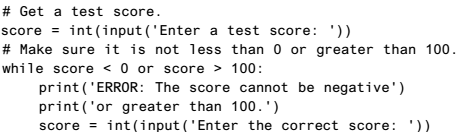 # Get a test score.
score = int(input('Enter a test score: '))
# Make sure it is not less than 0 or greater than 100.
while score < 0 or score > 100:
    print('ERROR: The score cannot be negative')
    print('or greater than 100.')
    score = int(input('Enter the correct score: '))